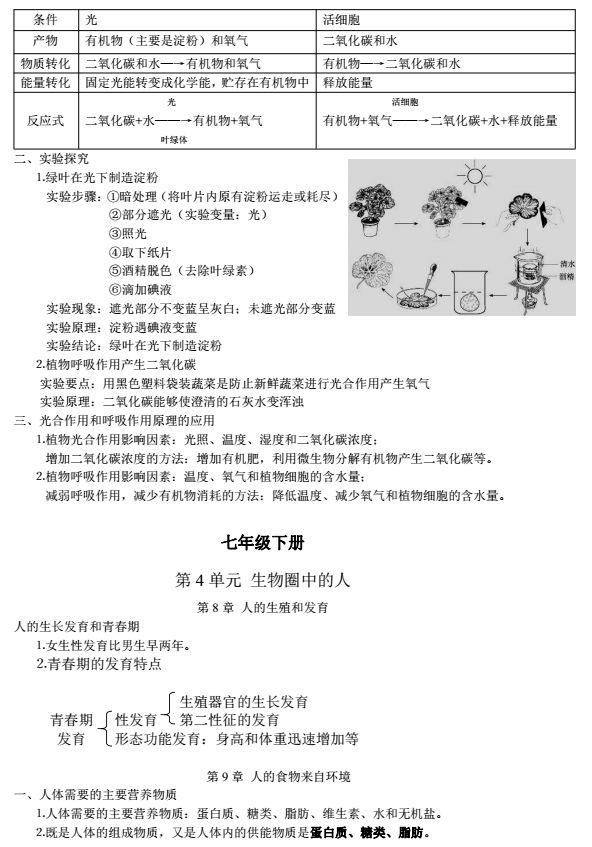 条件 光 活细胞
产物 有机物（主要是淀粉）和氧气 二氧化碳和水
物质转化 二氧化碳和水—→有机物和氧气 有机物—→二氧化碳和水
能量转化 固定光能转变成化学能，贮存在有机物中 释放能量
光 活细胞
反应式 二氧化碳+水——→有机物+氧气 有机物+氧气——→二氧化碳+水+释放能量
叶绿体
二、实验探究
1.绿叶在光下制造淀粉
实验步骤：①暗处理（将叶片内原有淀粉运走或耗尽）
②部分遮光（实验变量：光）
③照光
④取下纸片
⑤酒精脱色（去除叶绿素）
⑥滴加碘液
清水
酒精
实验现象：遮光部分不变蓝呈灰白；未遮光部分变蓝
实验原理：淀粉遇碘液变蓝
实验结论：绿叶在光下制造淀粉
2.植物呼吸作用产生二氧化碳
实验要点：用黑色塑料袋装蔬菜是防止新鲜蔬菜进行光合作用产生氧气
实验原理：二氧化碳能够使澄清的石灰水变浑浊
三、光合作用和呼吸作用原理的应用
1.植物光合作用影响因素：光照、温度、湿度和二氧化碳浓度；
增加二氧化碳浓度的方法：增加有机肥，利用微生物分解有机物产生二氧化碳等。
2.植物呼吸作用影响因素：温度、氧气和植物细胞的含水量；
减弱呼吸作用，减少有机物消耗的方法：降低温度、减少氧气和植物细胞的含水量。
七年级下册
第 4 单元 生物圈中的人
第 8 章 人的生殖和发育
人的生长发育和青春期
1.女生性发育比男生早两年。
2.青春期的发育特点
生殖器官的生长发育
青春期 性发育 第二性征的发育
发育 形态功能发育：身高和体重迅速增加等
第 9 章 人的食物来自环境
一、人体需要的主要营养物质
1.人体需要的主要营养物质：蛋白质、糖类、脂肪、维生素、水和无机盐。
2.既是人体的组成物质，又是人体内的供能物质是蛋白质、糖类、脂肪。